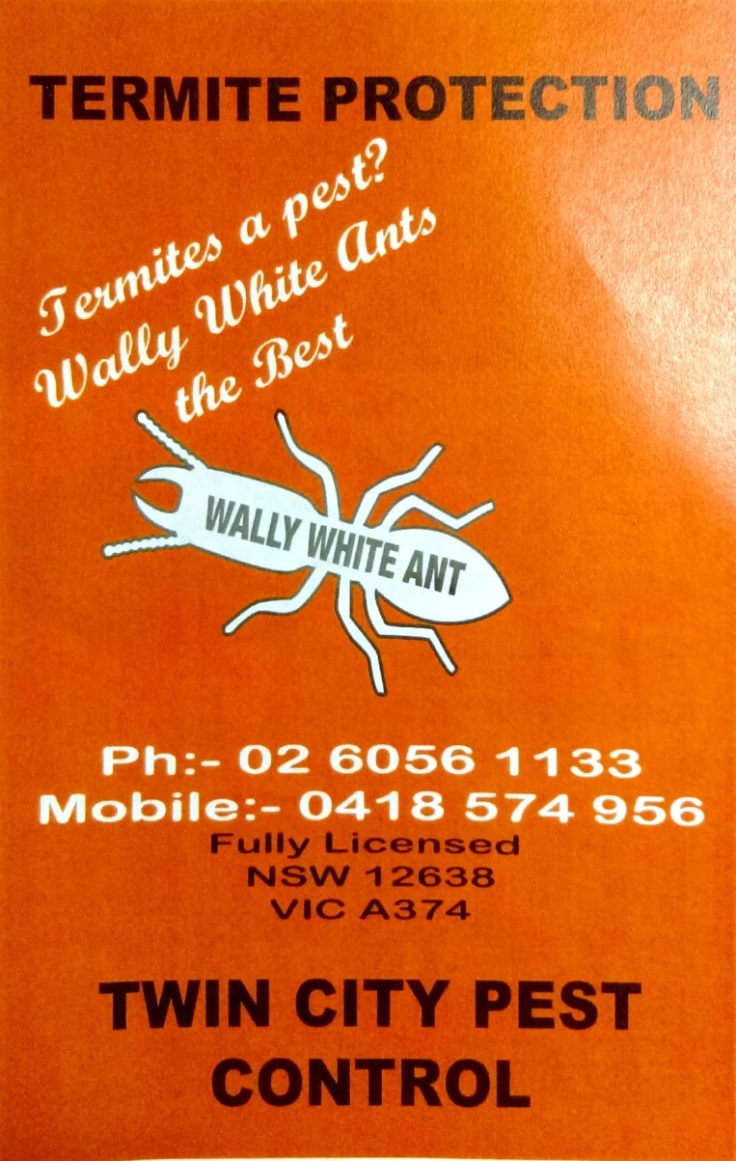 TERMITE PROTECTION
Termites a pest?
Wally White Ants
the Best
WALLY WHITE ANT
Ph:- 02 6056 1133
Mobile:- 0418 574 956
Fully Licensed
NSW 12638
VIC A374
TWIN CITY PEST
CONTROL